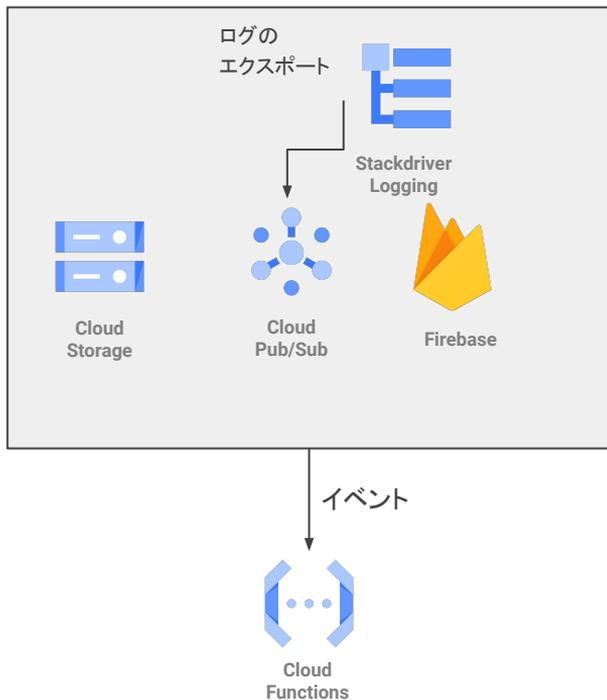 ログの
エクスポート
Stackdriver
Logging
Cloud
Storage
Cloud
Pub/Sub
Firebase
イベント
Cloud
Functions